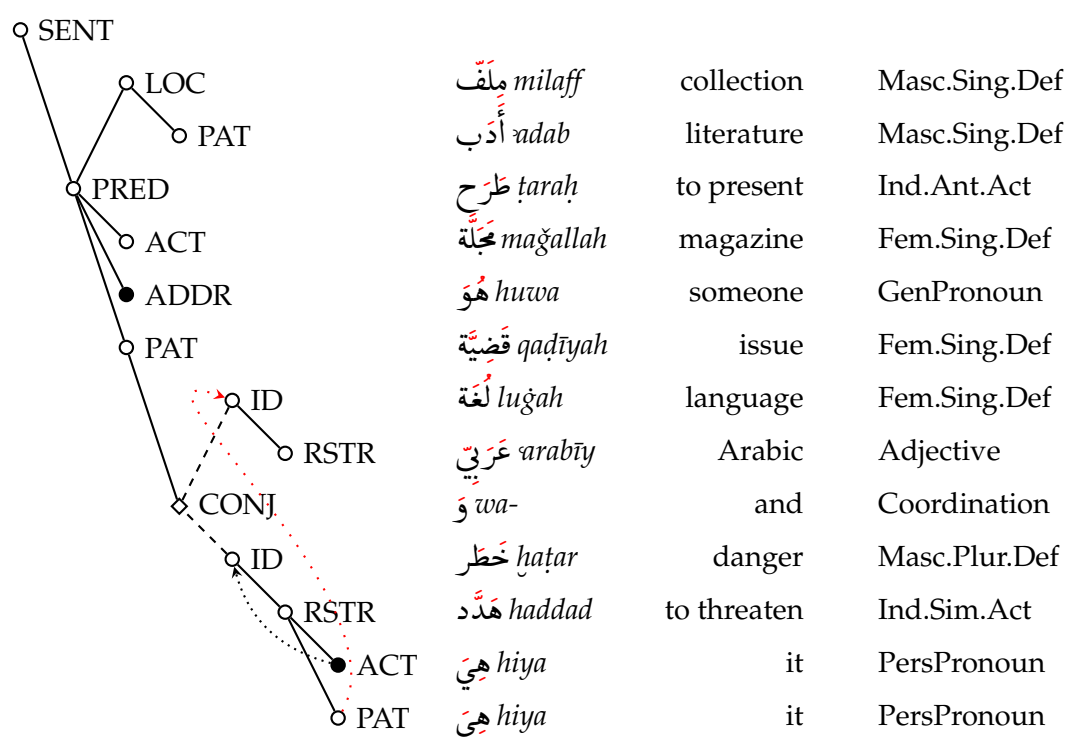 SENT
LOC مِلَفّ milaff collection Masc.Sing.Def
PAT أَدَب ʾadab literature Masc.Sing.Def
PRED طَرَح ṭaraḥ to present Ind.Ant.Act
ACT مَجَلَّة maǧallah magazine Fem.Sing.Def
ADDR هُوَ huwa someone GenPronoun
PAT قَضِيَّة qaḍīyah issue Fem.Sing.Def
ID لُغَة luġah language Fem.Sing.Def
RSTR عَرَبِيّ ʿarabīy Arabic Adjective
CONJ وَ wa- and Coordination
ID خَطَر ḫaṭar danger Masc.Plur.Def
RSTR هَدَّد haddad to threaten Ind.Sim.Act
ACT هِيَ hiya it PersPronoun
PAT هِيَ hiya it PersPronoun